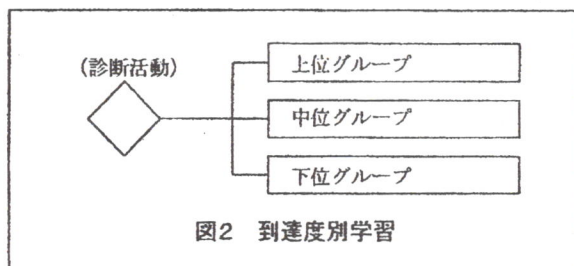 (診断活動)
上位グループ
中位グループ
下位グループ
図2 到達度別学習